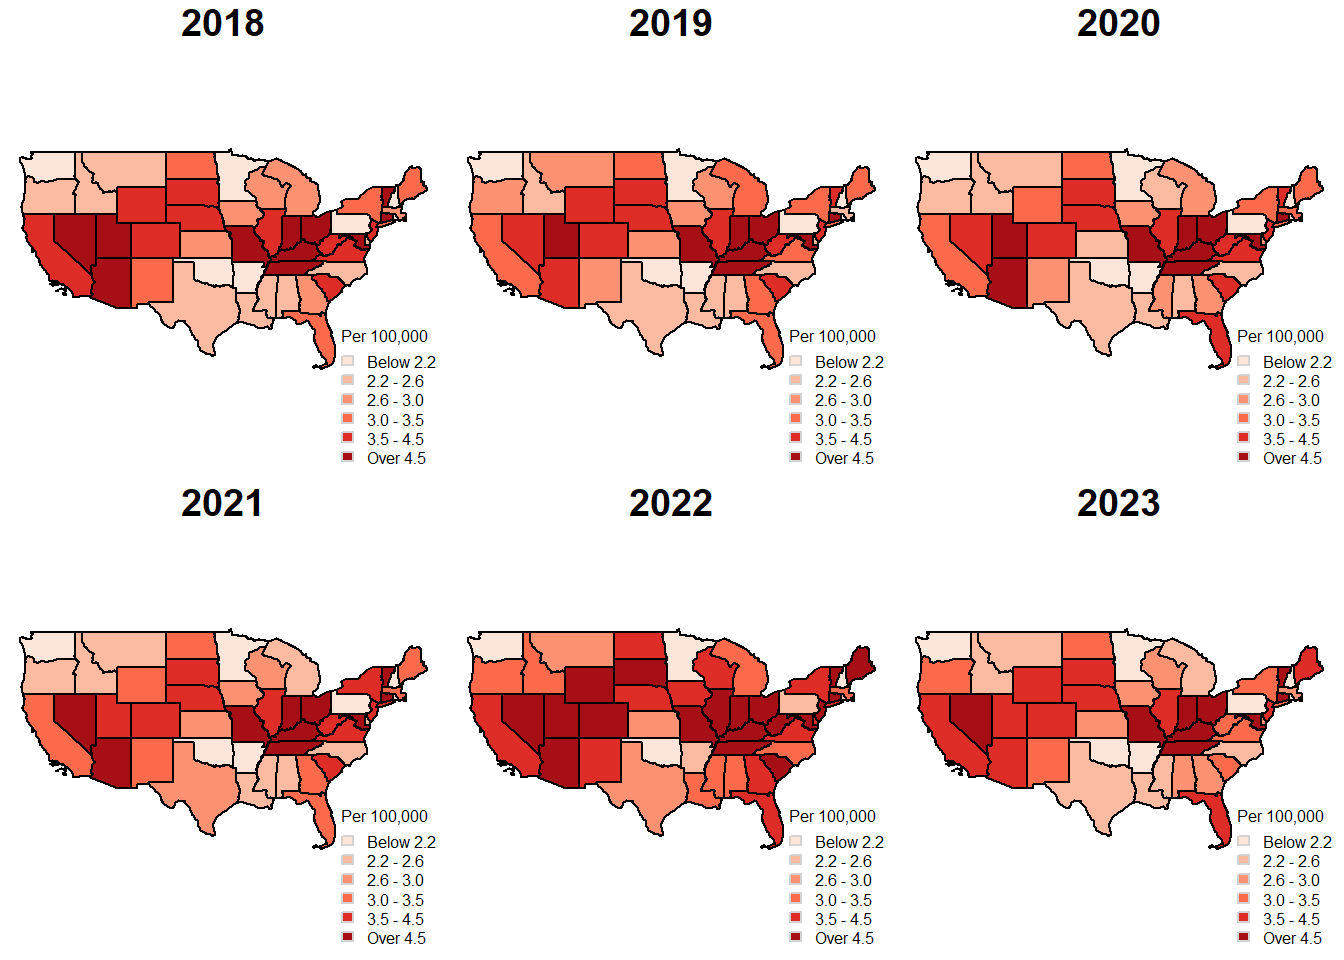 2018
2019
2020
Per 100,000
Below 2.2
2.2 - 2.6
2.6 - 3.0
3.0 - 3.5
3.5 - 4.5
Over 4.5
Per 100,000
Below 2.2
2.2 - 2.6
2.6 - 3.0
3.0 - 3.5
3.5 - 4.5
Over 4.5
Per 100,000
Below 2.2
2.2 - 2.6
2.6 - 3.0
3.0 - 3.5
3.5 - 4.5
Over 4.5
2021
2022
2023
Per 100,000
Below 2.2
2.2 - 2.6
2.6 - 3.0
3.0 - 3.5
3.5 - 4.5
Over 4.5
Per 100,000
Below 2.2
2.2 - 2.6
2.6 - 3.0
3.0 - 3.5
3.5 - 4.5
Over 4.5
Per 100,000
Below 2.2
2.2 - 2.6
2.6 - 3.0
3.0 - 3.5
3.5 - 4.5
Over 4.5